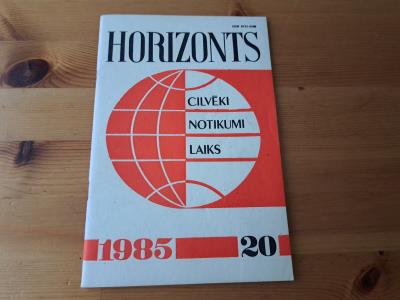 HORIZONTS
CILVĒKI
NOTIKUMI
LAIKS
1985 20